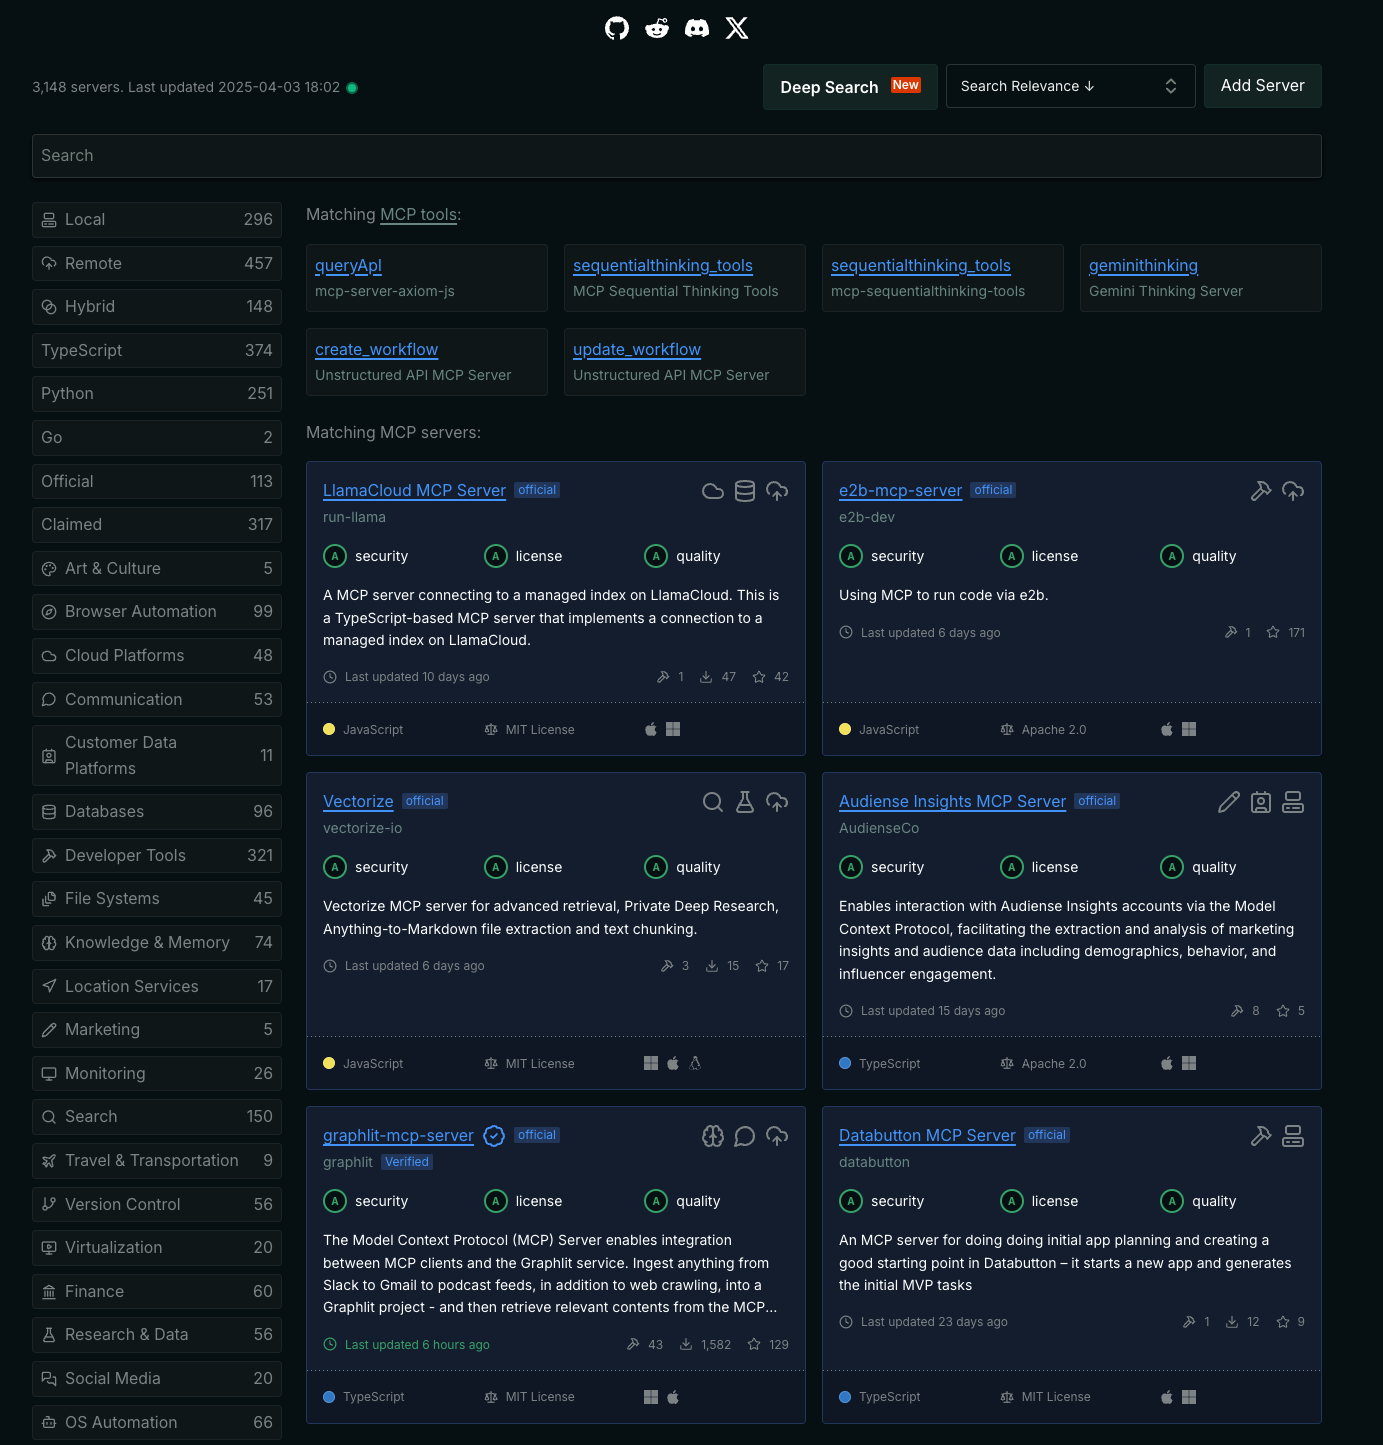 3,148 servers. Last updated 2025-04-03 18:02
Deep Search New
Search Relevance ↓
Add Server
Search
Local 296
Remote 457
Hybrid 148
TypeScript 374
Python 251
Go 2
Official 113
Claimed 317
Art & Culture 5
Browser Automation 99
Cloud Platforms 48
Communication 53
Customer Data
Platforms 11
Databases 96
Developer Tools 321
File Systems 45
Knowledge & Memory 74
Location Services 17
Marketing 5
Monitoring 26
Search 150
Travel & Transportation 9
Version Control 56
Virtualization 20
Finance 60
Research & Data 56
Social Media 20
OS Automation 66
Matching MCP tools:
queryApl
mcp-server-axiom-js
sequentialthinking_tools
MCP Sequential Thinking Tools
sequentialthinking_tools
mcp-sequentialthinking-tools
geminithinking
Gemini Thinking Server
create_workflow
Unstructured API MCP Server
update_workflow
Unstructured API MCP Server
Matching MCP servers:
LlamaCloud MCP Server official
run-llama
A security A license A quality
A MCP server connecting to a managed index on LlamaCloud. This is
a TypeScript-based MCP server that implements a connection to a
managed index on LlamaCloud.
Last updated 10 days ago 1 47 42
JavaScript MIT License
e2b-mcp-server official
e2b-dev
A security A license A quality
Using MCP to run code via e2b.
Last updated 6 days ago 1 171
JavaScript Apache 2.0
Vectorize official
vectorize-io
A security A license A quality
Vectorize MCP server for advanced retrieval, Private Deep Research,
Anything-to-Markdown file extraction and text chunking.
Last updated 6 days ago 3 15 17
JavaScript MIT License
Audiense Insights MCP Server official
AudienseCo
A security A license A quality
Enables interaction with Audiense Insights accounts via the Model
Context Protocol, facilitating the extraction and analysis of marketing
insights and audience data including demographics, behavior, and
influencer engagement.
Last updated 15 days ago 8 5
TypeScript Apache 2.0
graphlit-mcp-server official
graphlit Verified
A security A license A quality
The Model Context Protocol (MCP) Server enables integration
between MCP clients and the Graphlit service. Ingest anything from
Slack to Gmail to podcast feeds, in addition to web crawling, into a
Graphlit project - and then retrieve relevant contents from the MCP...
Last updated 6 hours ago 43 1,582 129
TypeScript MIT License
Databutton MCP Server official
databutton
A security A license A quality
An MCP server for doing doing initial app planning and creating a
good starting point in Databutton – it starts a new app and generates
the initial MVP tasks
Last updated 23 days ago 1 12 9
TypeScript MIT License